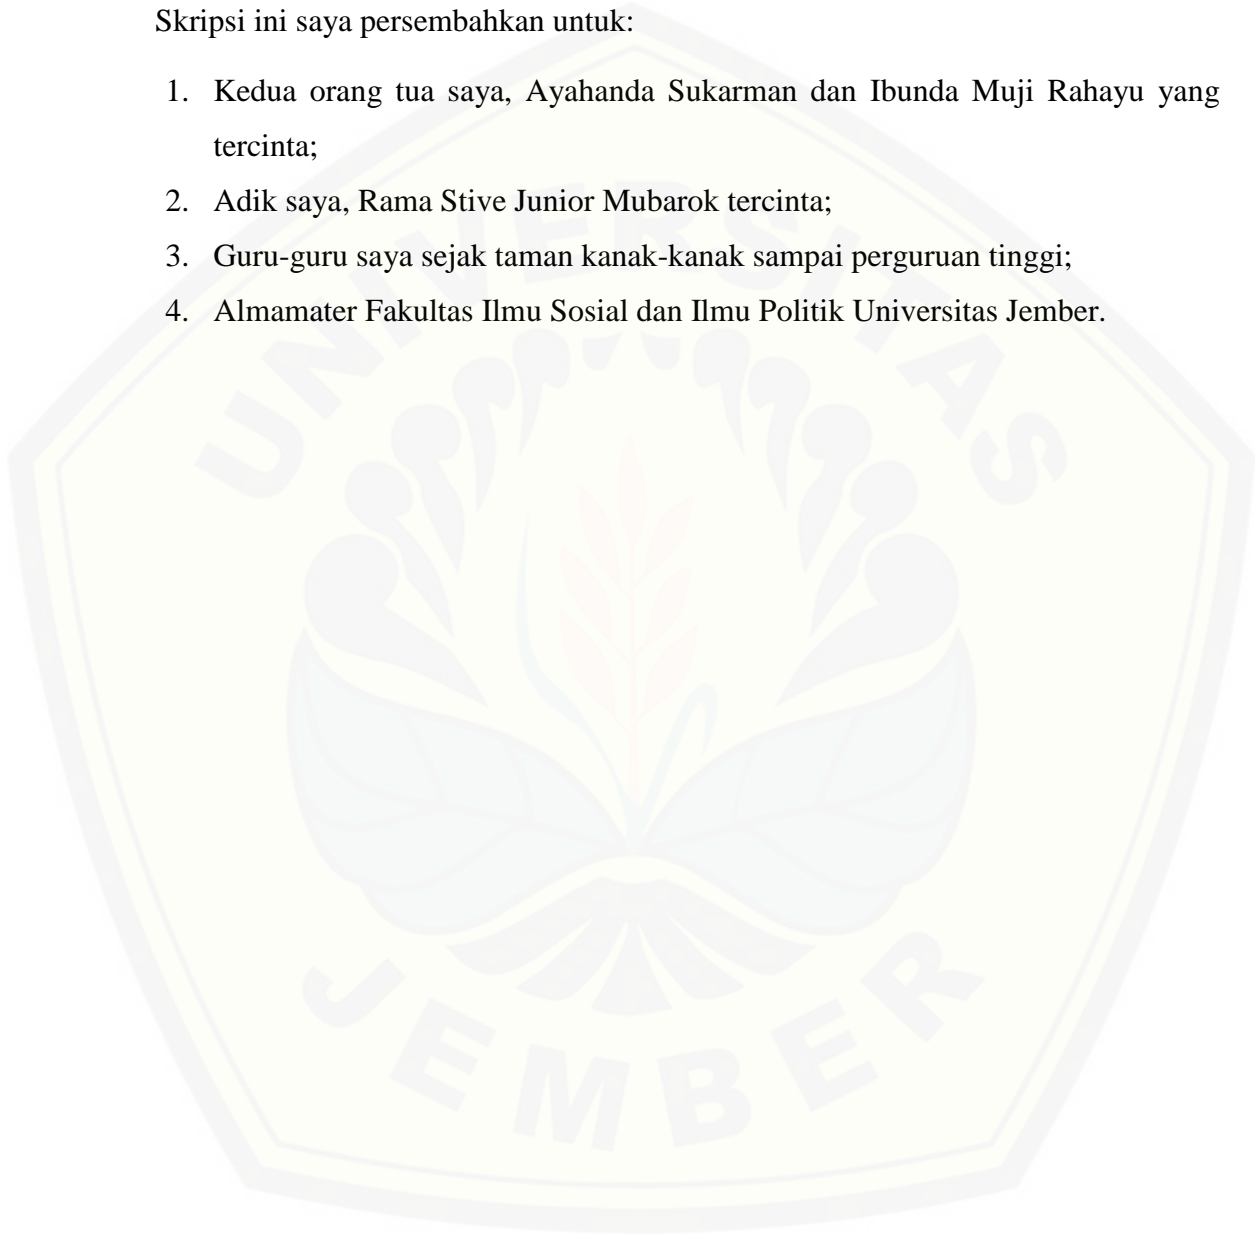 Skripsi ini saya persembahkan untuk:
1. Kedua orang tua saya, Ayahanda Sukarman dan Ibunda Muji Rahayu yang
tercinta;
2. Adik saya, Rama Stive Junior Mubarok tercinta;
3. Guru-guru saya sejak taman kanak-kanak sampai perguruan tinggi;
4. Almamater Fakultas Ilmu Sosial dan Ilmu Politik Universitas Jember.
UNIVERSITAS
JEMBER